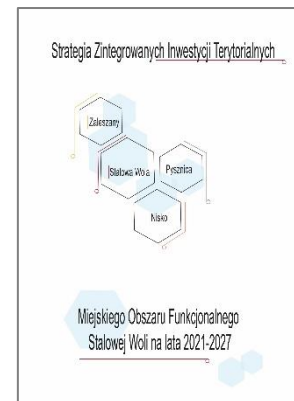 Strategia Zintegrowanych Inwestycji Terytorialnych
Zaleszany
Stalowa Wola
Pysznica
Nisko
Miejskiego Obszaru Funkcjonalnego
Stalowej Woli na lata 2021-2027